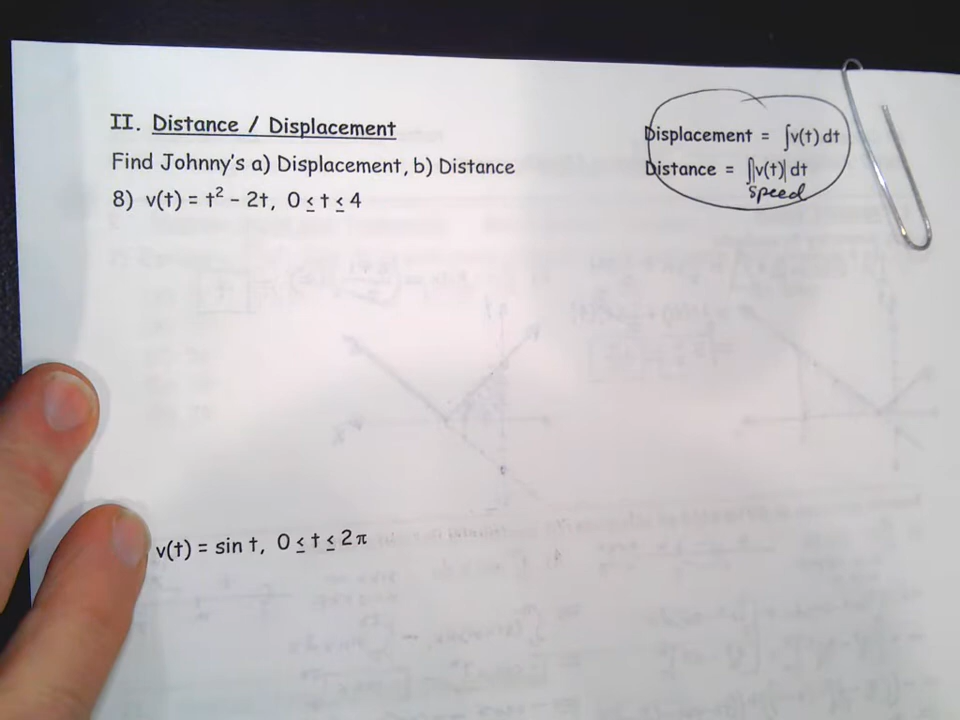 II. Distance / Displacement
Displacement = ∫v(t) dt
Find Johnny's a) Displacement, b) Distance
Distance = ∫|v(t)| dt
speed
8) v(t) = t² - 2t, 0 ≤ t ≤ 4
v(t) = sin t, 0 ≤ t ≤ 2π